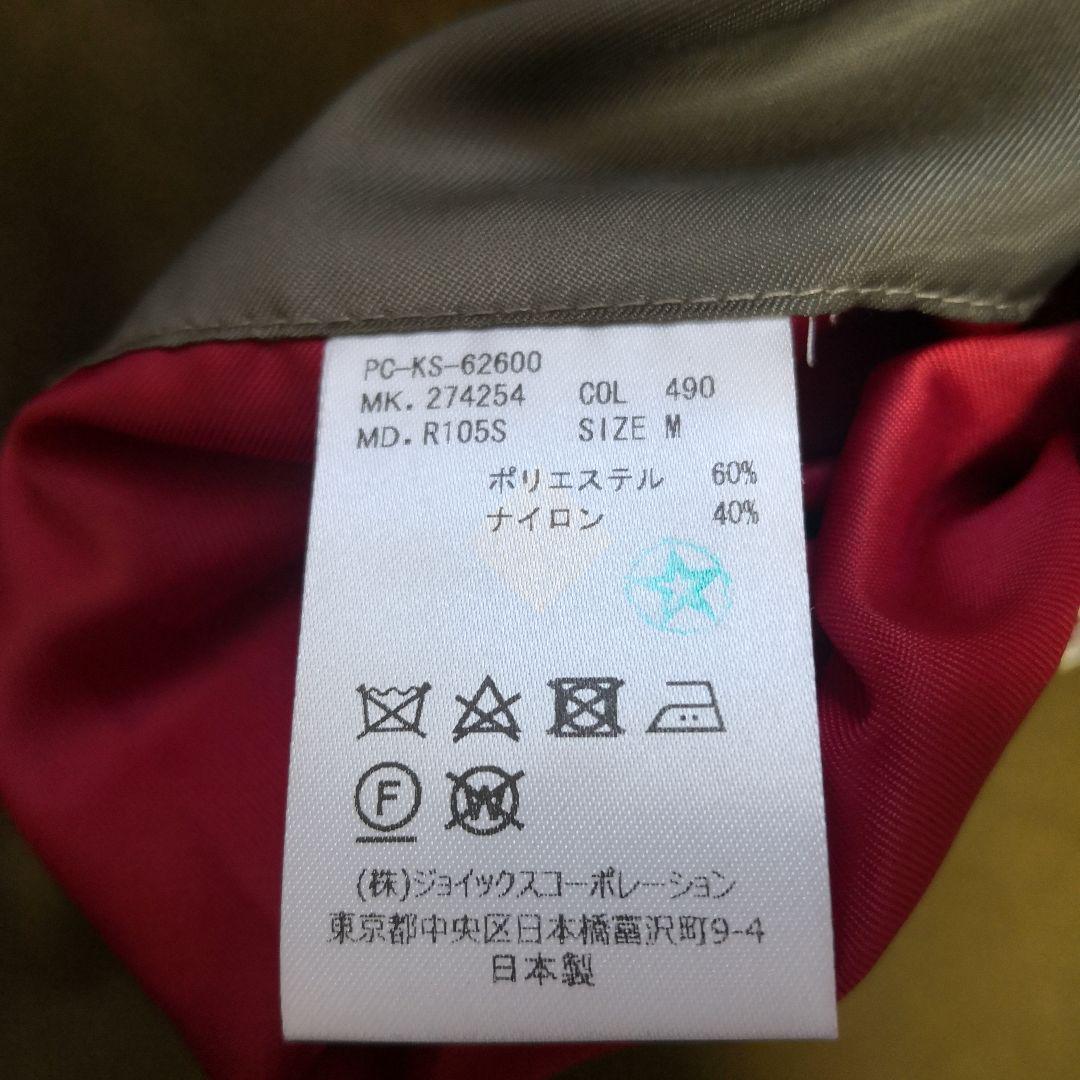 PC-KS-62600
MK. 274254 COL 490
MD. R105S SIZE M
ポリエステル 60%
ナイロン 40%
F
W
(株)ジョイックスコーポレーション
東京都中央区日本橋富沢町9-4
日本製